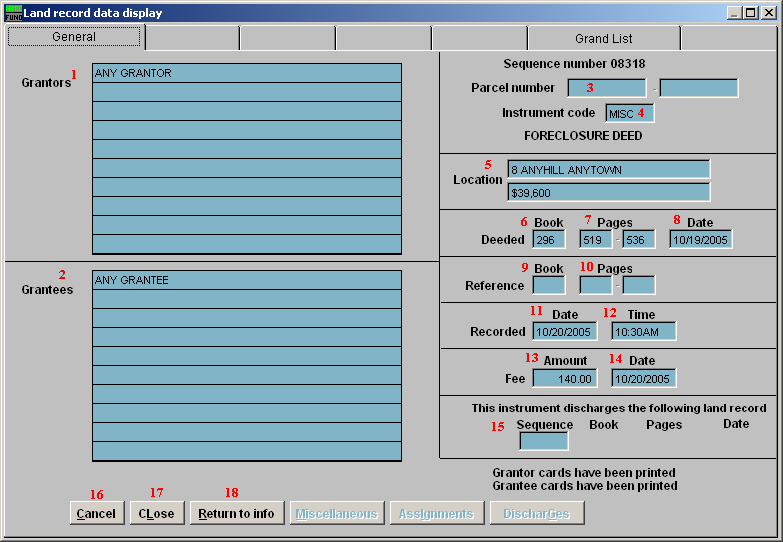 FUND Land record data display
General
Grand List
1
Grantors
ANY GRANTOR
2
Grantees
ANY GRANTEE
Sequence number 08318
Parcel number 3 -
Instrument code MISC 4
FORECLOSURE DEED
5
Location
8 ANYHILL ANYTOWN
$39,600
6 Book 7 Pages 8 Date
Deeded 296 519 - 536 10/19/2005
9 Book 10 Pages
Reference -
11 Date 12 Time
Recorded 10/20/2005 10:30AM
13 Amount 14 Date
Fee 140.00 10/20/2005
This instrument discharges the following land record
15 Sequence Book Pages Date
Grantor cards have been printed
Grantee cards have been printed
16 17 18
Cancel CLose Return to info Miscellaneous AssIgnments DischarGes